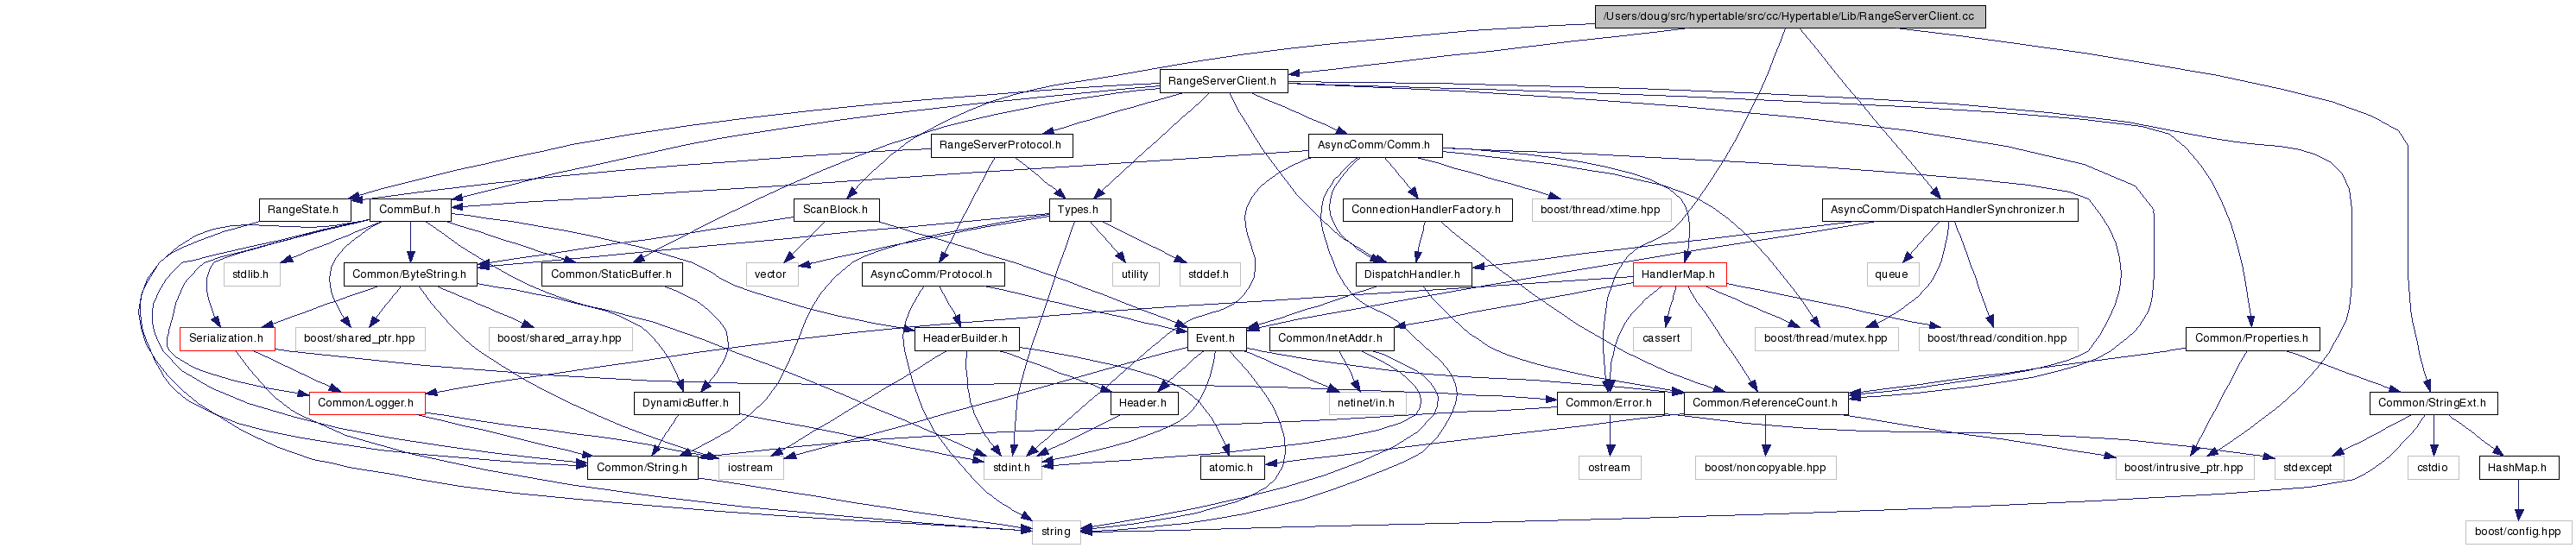 /Users/doug/src/hypertable/src/cc/Hypertable/Lib/RangeServerClient.cc
RangeServerClient.h
RangeServerProtocol.h
AsyncComm/Comm.h
RangeState.h
CommBuf.h
ScanBlock.h
Types.h
ConnectionHandlerFactory.h
boost/thread/xtime.hpp
AsyncComm/DispatchHandlerSynchronizer.h
stdlib.h
Common/ByteString.h
Common/StaticBuffer.h
vector
AsyncComm/Protocol.h
utility
stddef.h
DispatchHandler.h
HandlerMap.h
queue
Serialization.h
boost/shared_ptr.hpp
boost/shared_array.hpp
HeaderBuilder.h
Event.h
Common/InetAddr.h
cassert
boost/thread/mutex.hpp
boost/thread/condition.hpp
Common/Properties.h
Common/Logger.h
DynamicBuffer.h
Header.h
netinet/in.h
Common/Error.h
Common/ReferenceCount.h
Common/StringExt.h
Common/String.h
iostream
stdint.h
atomic.h
ostream
boost/noncopyable.hpp
boost/intrusive_ptr.hpp
stdexcept
cstdio
HashMap.h
string
boost/config.hpp